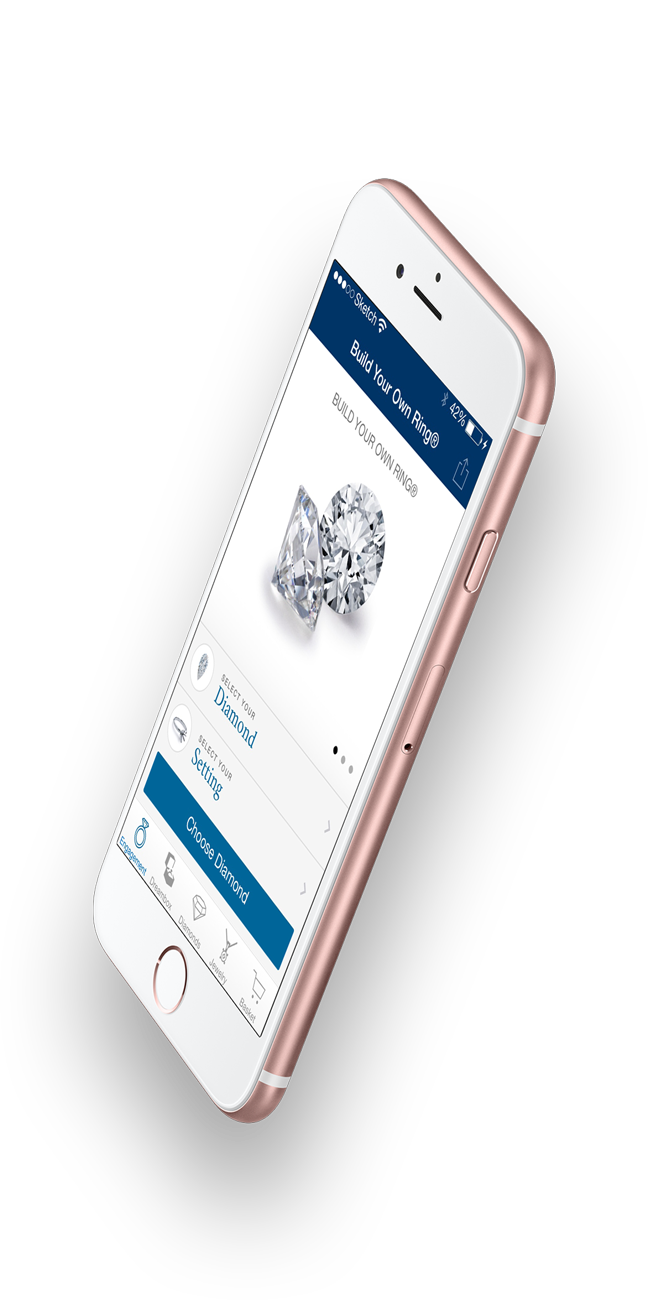 Sketch 42%
Build Your Own Ring®
BUILD YOUR OWN RING®
SELECT YOUR
Diamond
SELECT YOUR
Setting
Choose Diamond
Engagement Dreambox Diamonds Jewelry Basket